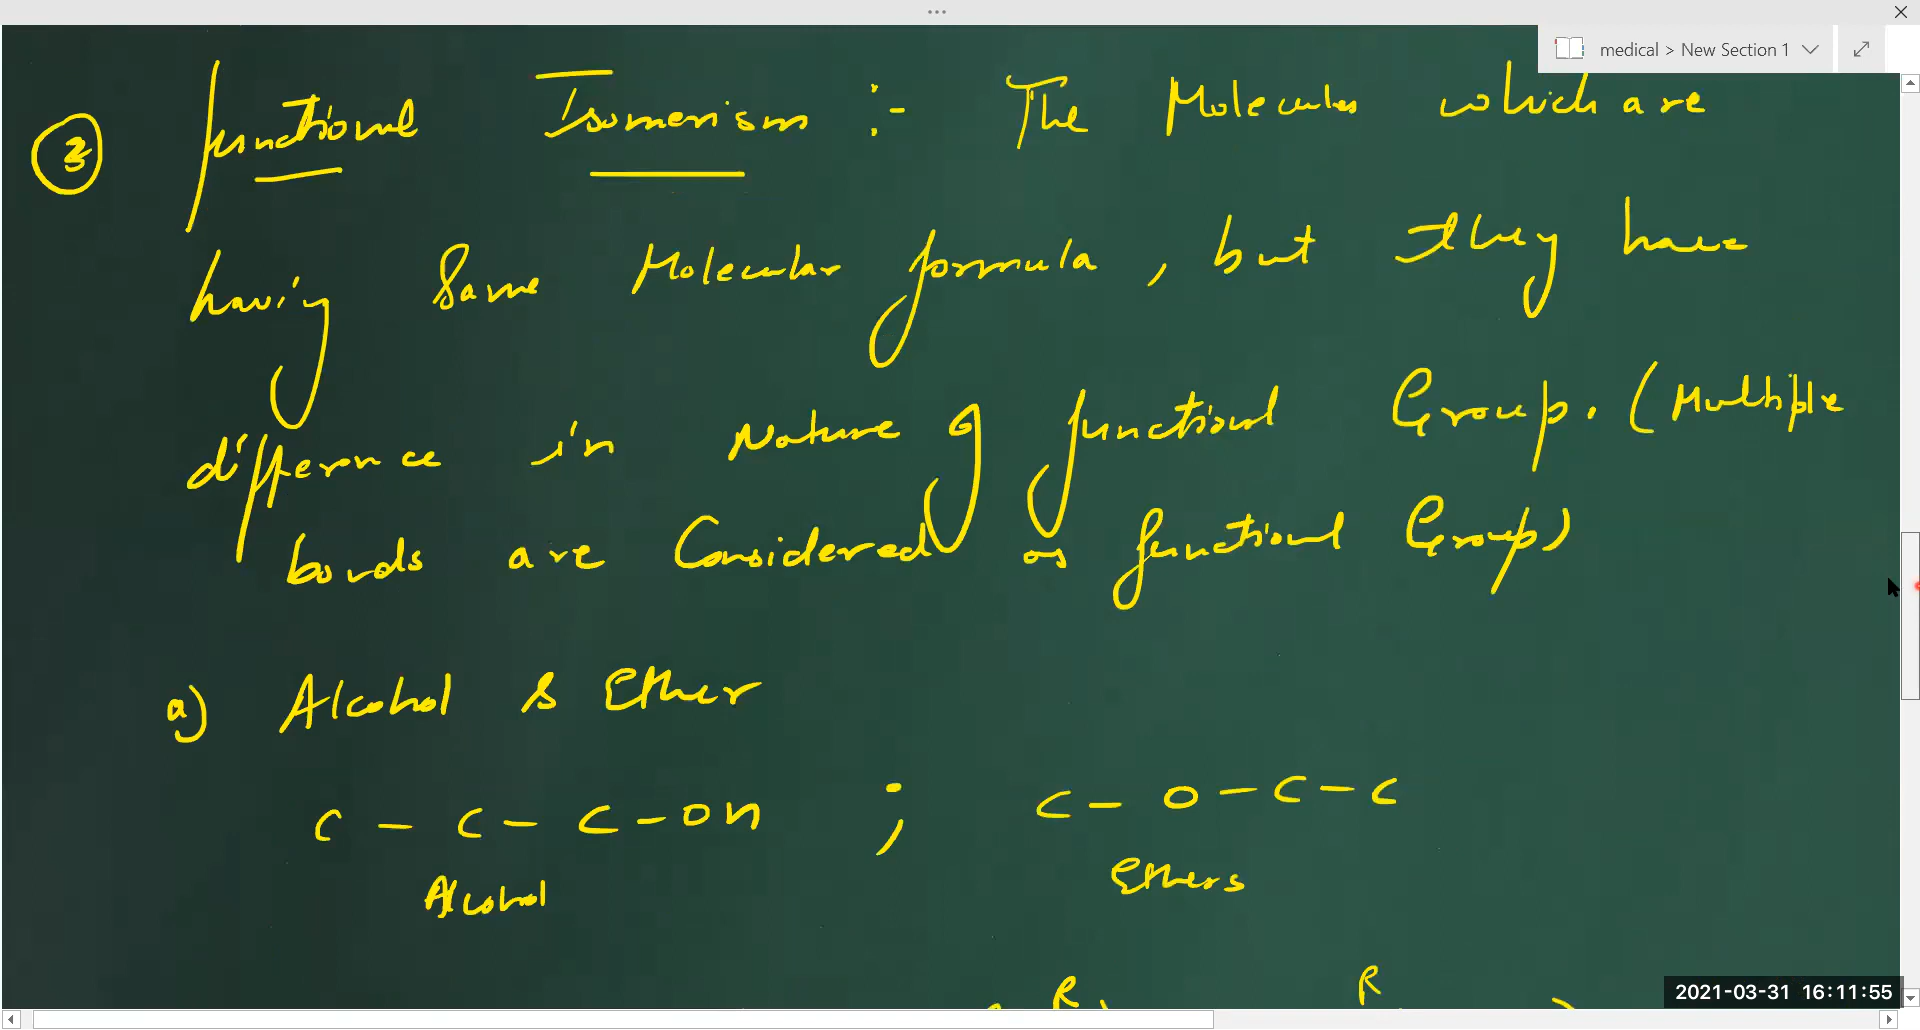 medical > New Section 1
③ functional Isomerism :- The Molecules which are
having Same Molecular formula , but they have
difference in Nature of functional Group. (Multiple
bonds are Considered as functional Group)
a) Alcohol & Ether
C - C - C - OH ; C - O - C - C
Alcohol Ethers
R R
2021-03-31 16:11:55